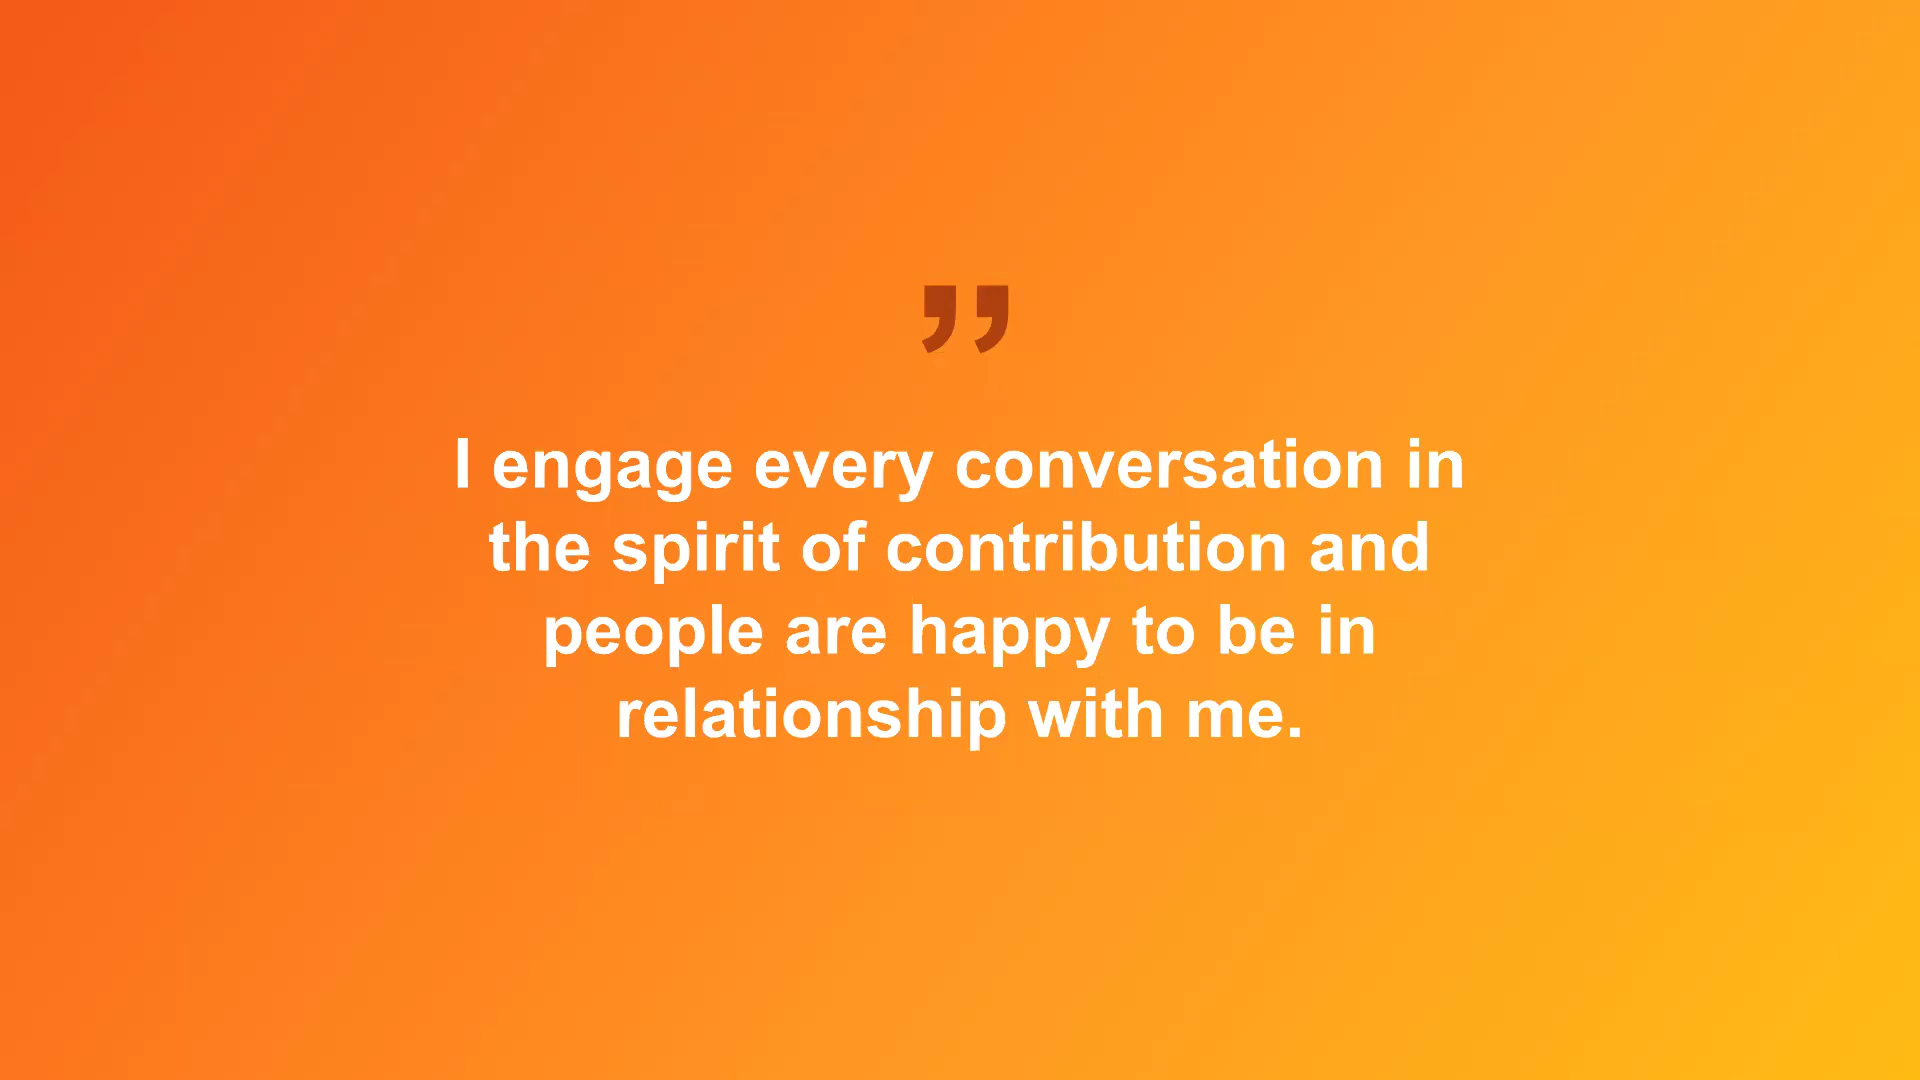 ”
I engage every conversation in
the spirit of contribution and
people are happy to be in
relationship with me.